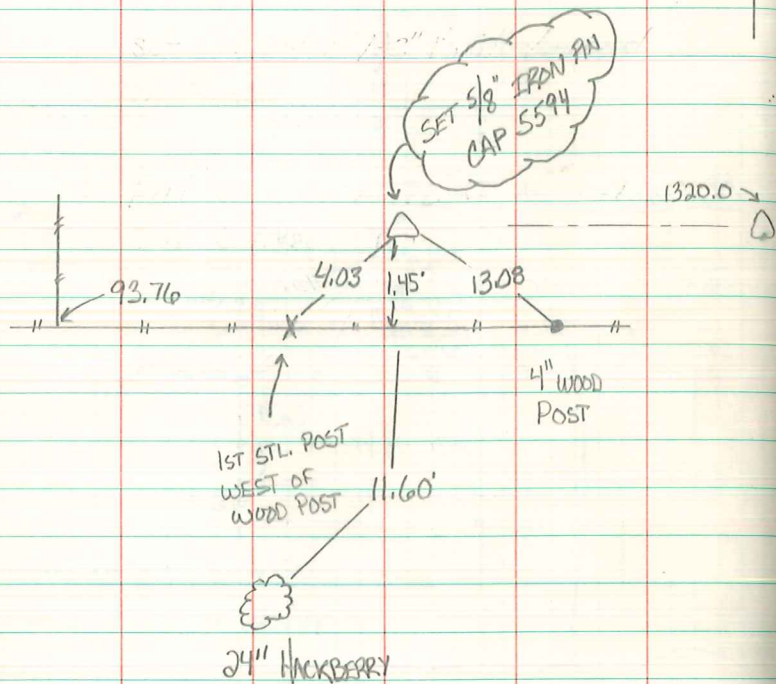 SET 5/8" IRON PIN
CAP 5594
1320.0
4.03
1.45'
13.08
93.76
4" WOOD
POST
1ST STL. POST
WEST OF
WOOD POST
11.60'
24" HACKBERRY